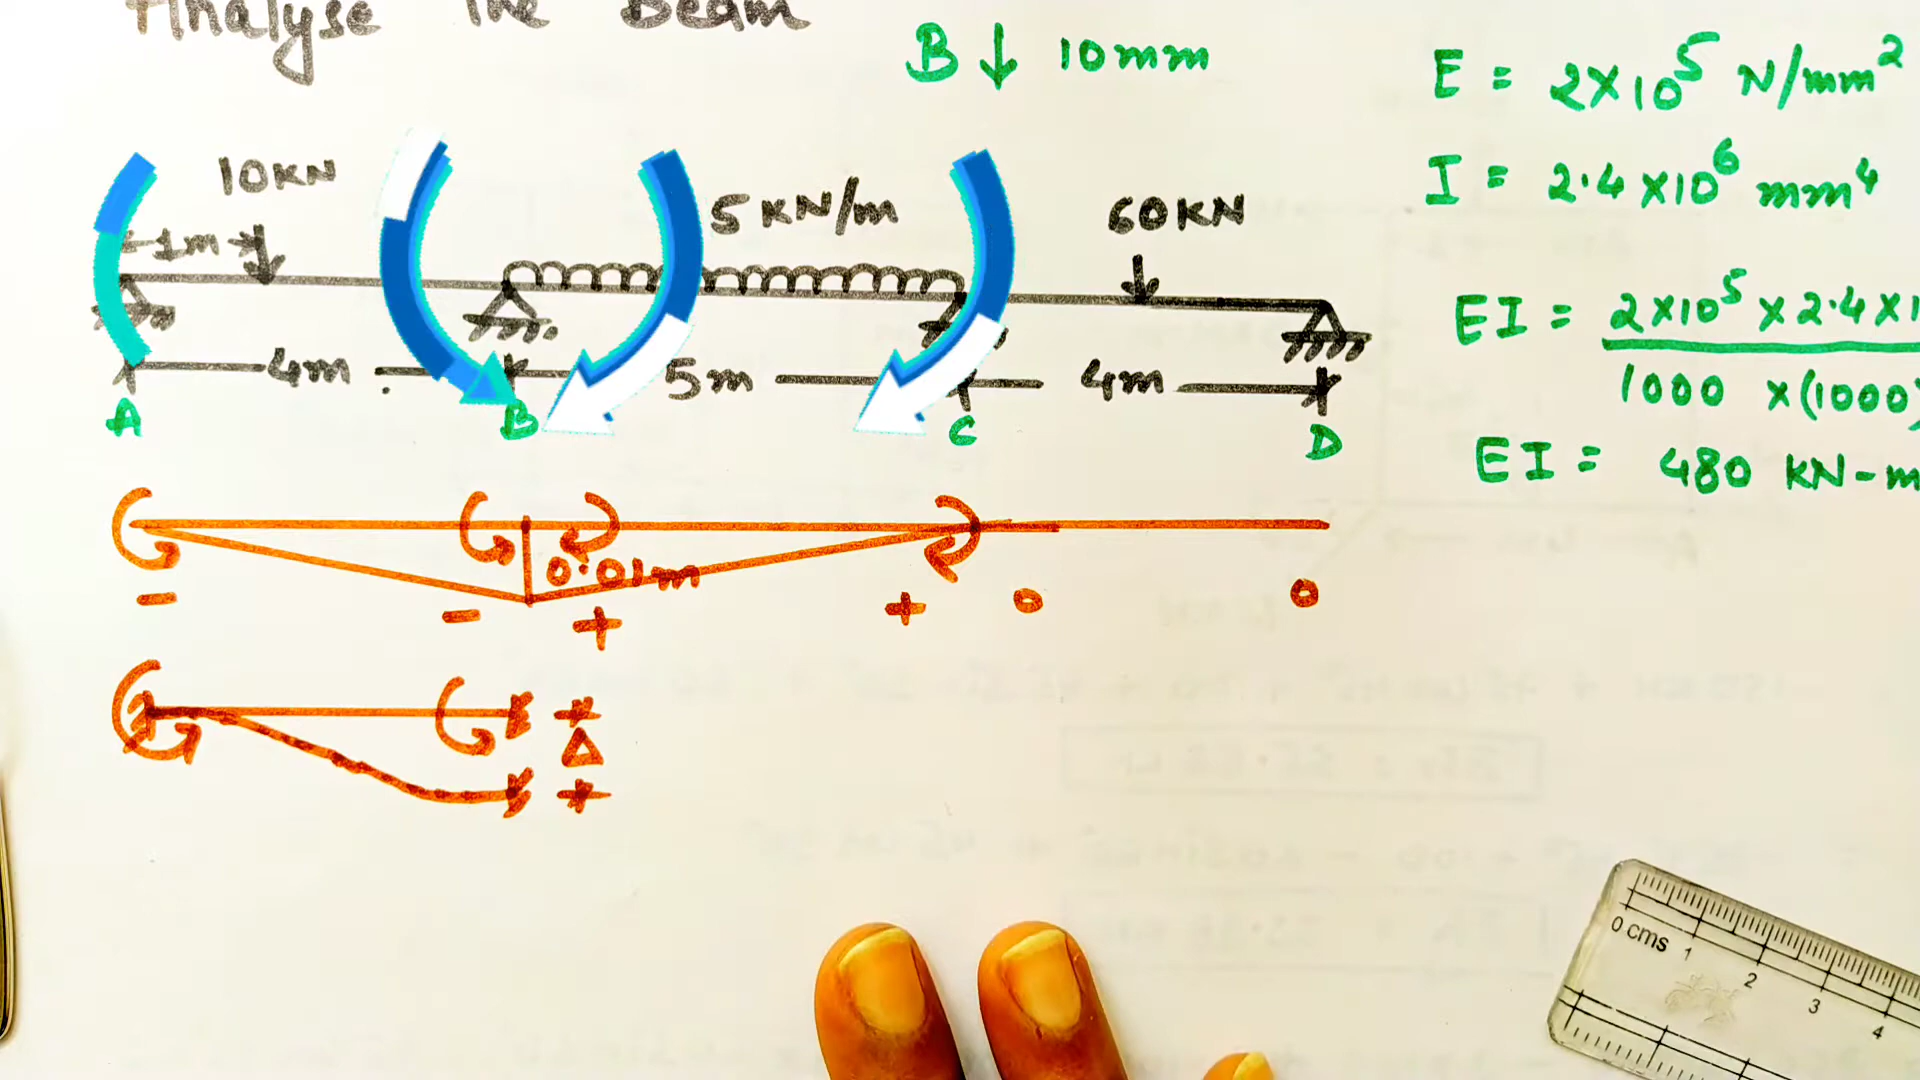 Analyse the Beam
B ↓ 10mm
E = 2×10⁵ N/mm²
I = 2.4×10⁶ mm⁴
EI = 2×10⁵ × 2.4×1
1000 ×(1000)
EI = 480 KN-m
10KN
1m
5KN/m
60KN
4m
5m
4m
A
B
C
D
0.01m
-
-
+
+
0
0
Δ
0 cms 1 2 3 4